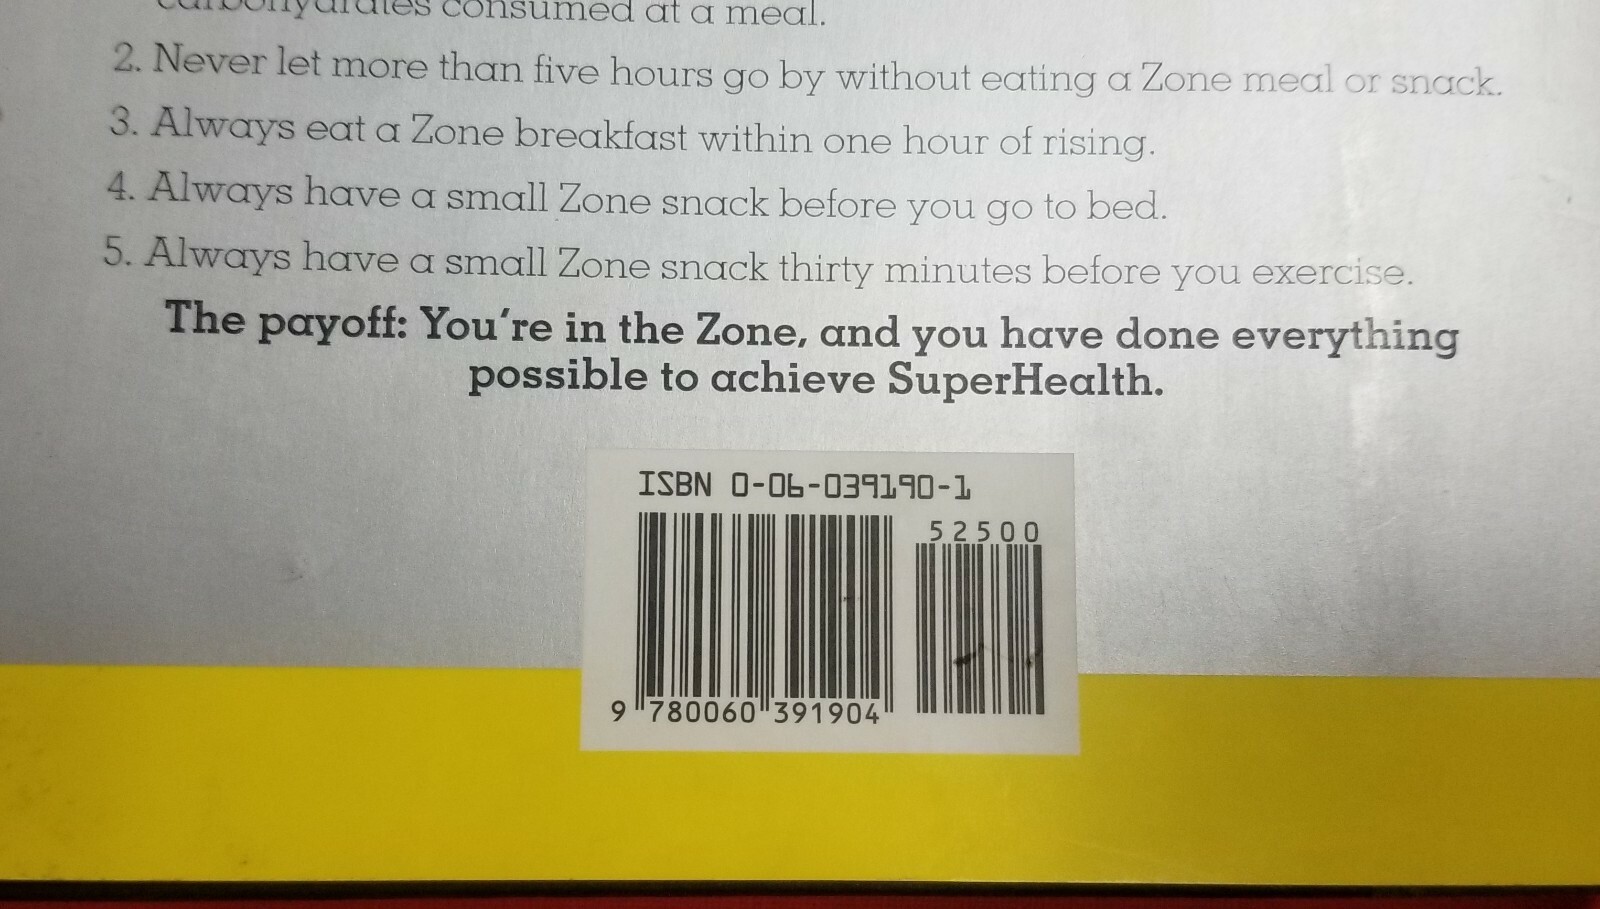 carbohydrates consumed at a meal.
2. Never let more than five hours go by without eating a Zone meal or snack.
3. Always eat a Zone breakfast within one hour of rising.
4. Always have a small Zone snack before you go to bed.
5. Always have a small Zone snack thirty minutes before you exercise.
The payoff: You're in the Zone, and you have done everything
possible to achieve SuperHealth.
ISBN 0-06-039190-1
52500
9 780060 391904